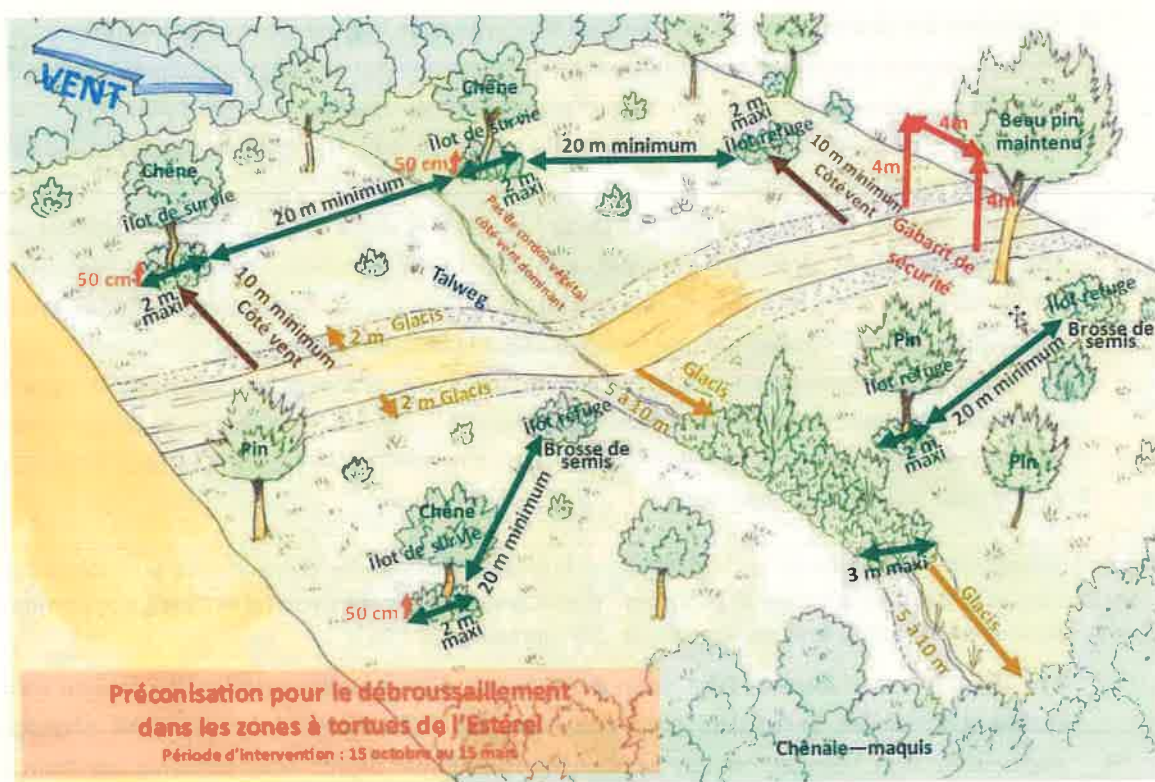 VENT
Chêne
îlot de survie
50 cm
2 m maxi
20 m minimum
Chêne
îlot de survie
50 cm
2 m maxi
20 m minimum
2 m maxi
îlot refuge
10 m minimum
Côté vent
4m
4m
4m
Gabarit de sécurité
Beau pin maintenu
10 m minimum
Côté vent
Talweg
Pas de cordon végétal côté vent dominant
2 m Glacis
2 m Glacis
Glacis
5 à 10 m
îlot refuge
Brosse de semis
Pin
îlot refuge
2 m maxi
20 m minimum
Pin
Pin
îlot refuge
Brosse de semis
20 m minimum
Chêne
îlot de survie
50 cm
2 m maxi
3 m maxi
Glacis
5 à 10 m
Chênaie—maquis
Préconisation pour le débroussaillement
dans les zones à tortues de l'Estérel
Période d'intervention : 15 octobre au 15 mars